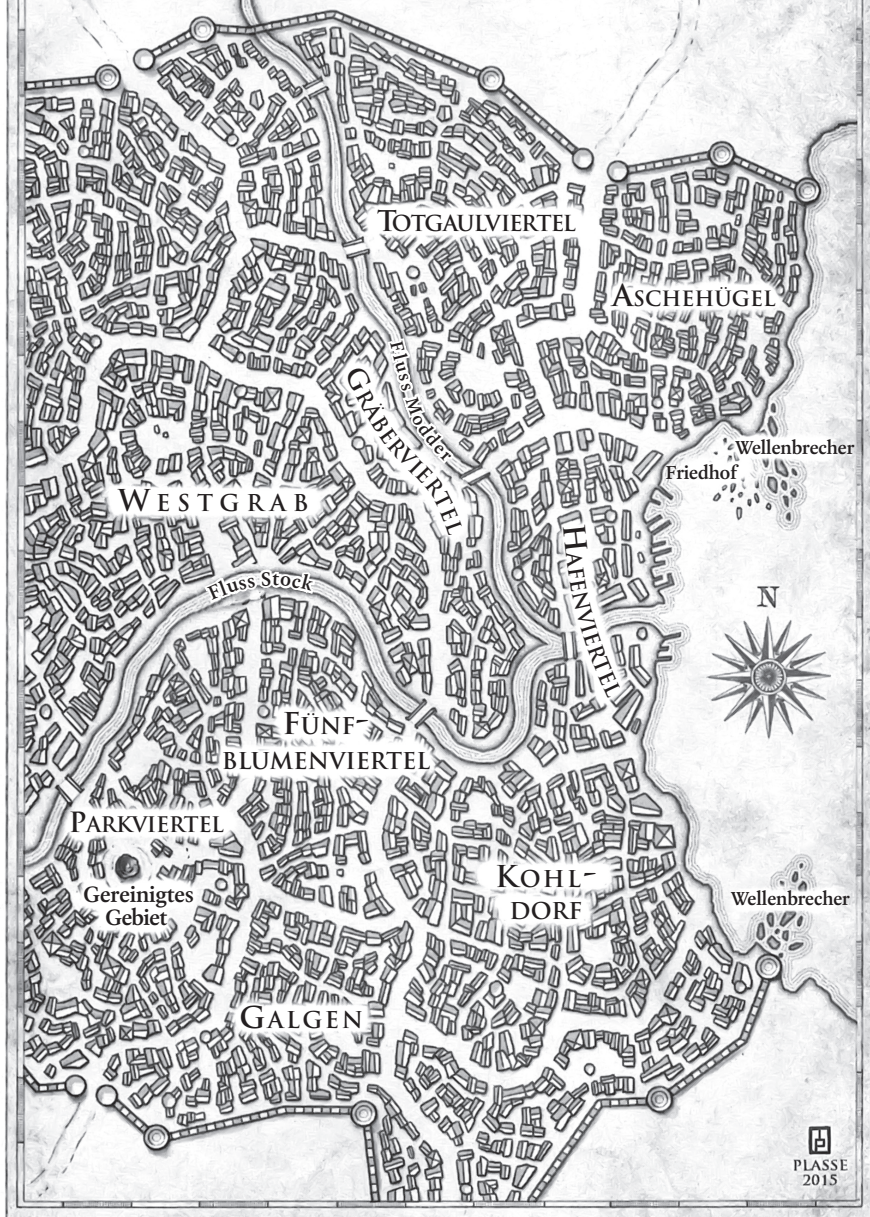 TOTGAULVIERTEL
ASCHEHÜGEL
Fluss Modder
GRÄBERVIERTEL
Wellenbrecher
Friedhof
WESTGRAB
HAFENVIERTEL
Fluss Stock
N
FÜNF-
BLUMENVIERTEL
PARKVIERTEL
Gereinigtes
Gebiet
KOHL-
DORF
Wellenbrecher
GALGEN
PLASSE
2015